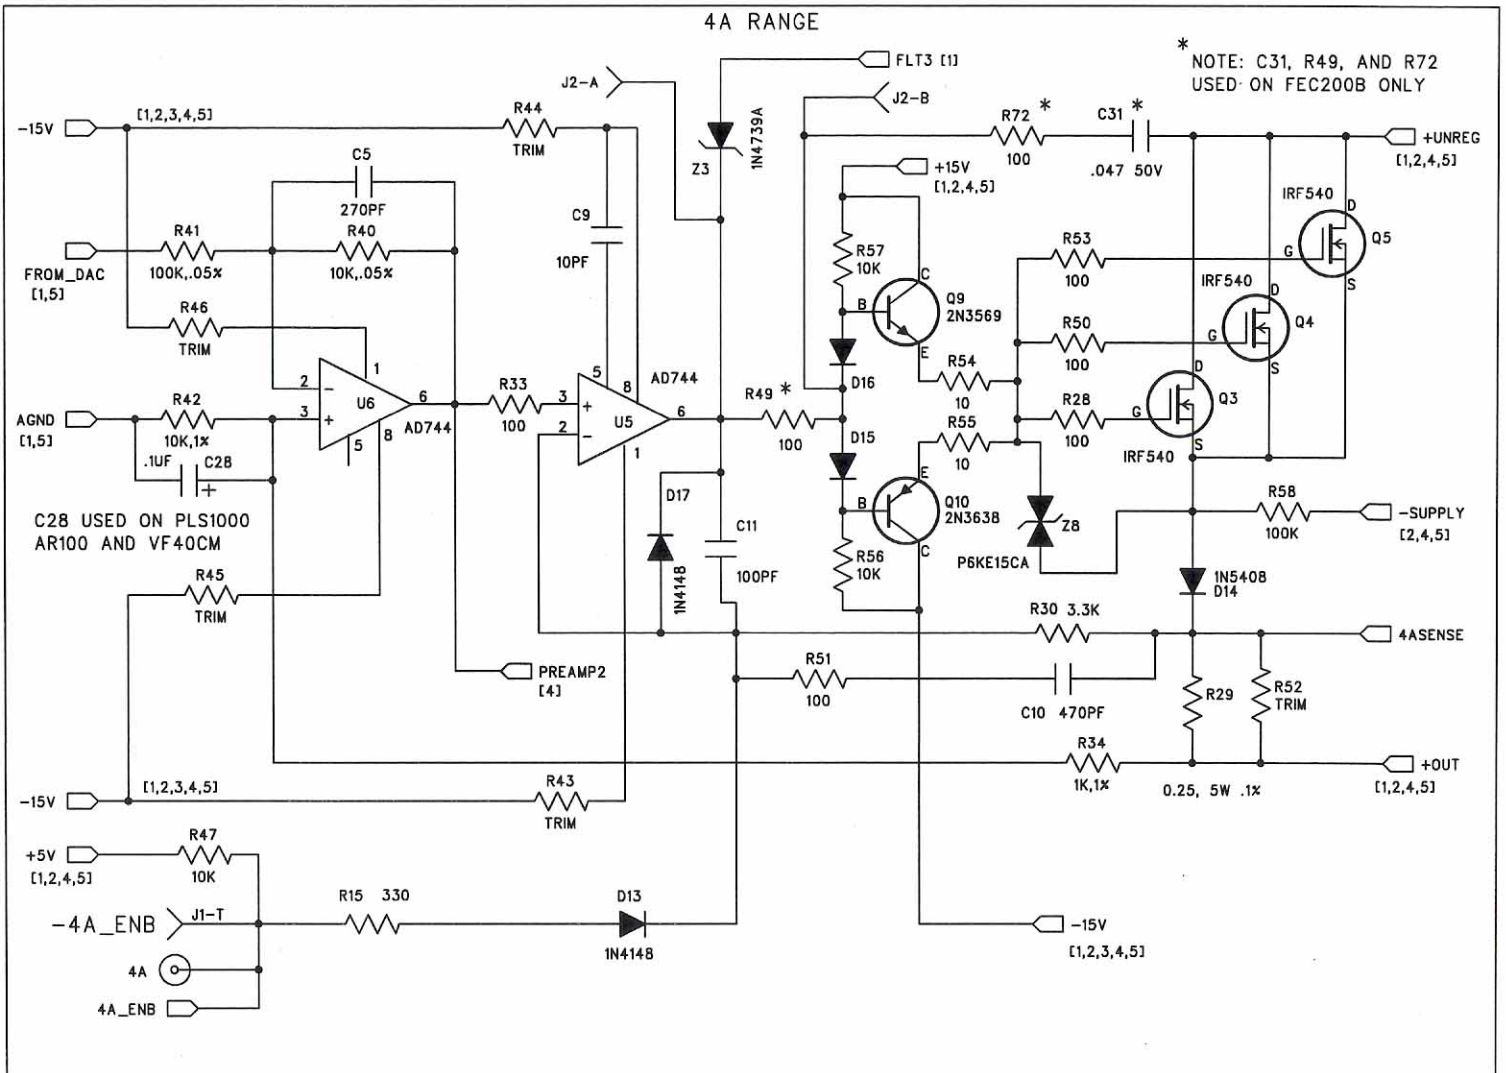 4A RANGE
FLT3 [1]
*
NOTE: C31, R49, AND R72
USED ON FEC200B ONLY
J2-A
J2-B
-15V
[1,2,3,4,5]
R44
TRIM
Z3
1N4739A
R72 *
100
C31 *
.047 50V
+UNREG
[1,2,4,5]
+15V
[1,2,4,5]
C5
270PF
C9
10PF
IRF540
D
Q5
G
S
R41
100K,.05%
R40
10K,.05%
FROM_DAC
[1,5]
R57
10K
C
B
E
Q9
2N3569
R53
100
IRF540
D
Q4
G
S
R46
TRIM
R50
100
1
2
3
-
+
U6
6
5
8
AD744
R33
100
5
8
AD744
3
2
+
-
U5
6
1
R49 *
100
D16
R54
10
D
Q3
G
S
IRF540
R28
100
AGND
[1,5]
R42
10K,1%
.1UF
C28
+
D15
R55
10
C28 USED ON PLS1000
AR100 AND VF40CM
D17
1N4148
C11
100PF
E
B
C
Q10
2N3638
Z8
P6KE15CA
R58
100K
-SUPPLY
[2,4,5]
R56
10K
1N5408
D14
R45
TRIM
R30 3.3K
4ASENSE
PREAMP2
[4]
R51
100
C10 470PF
R29
R52
TRIM
R34
1K,1%
0.25, 5W .1%
+OUT
[1,2,4,5]
-15V
[1,2,3,4,5]
R43
TRIM
R47
10K
+5V
[1,2,4,5]
R15 330
D13
1N4148
-4A_ENB
J1-T
-15V
[1,2,3,4,5]
4A
4A_ENB